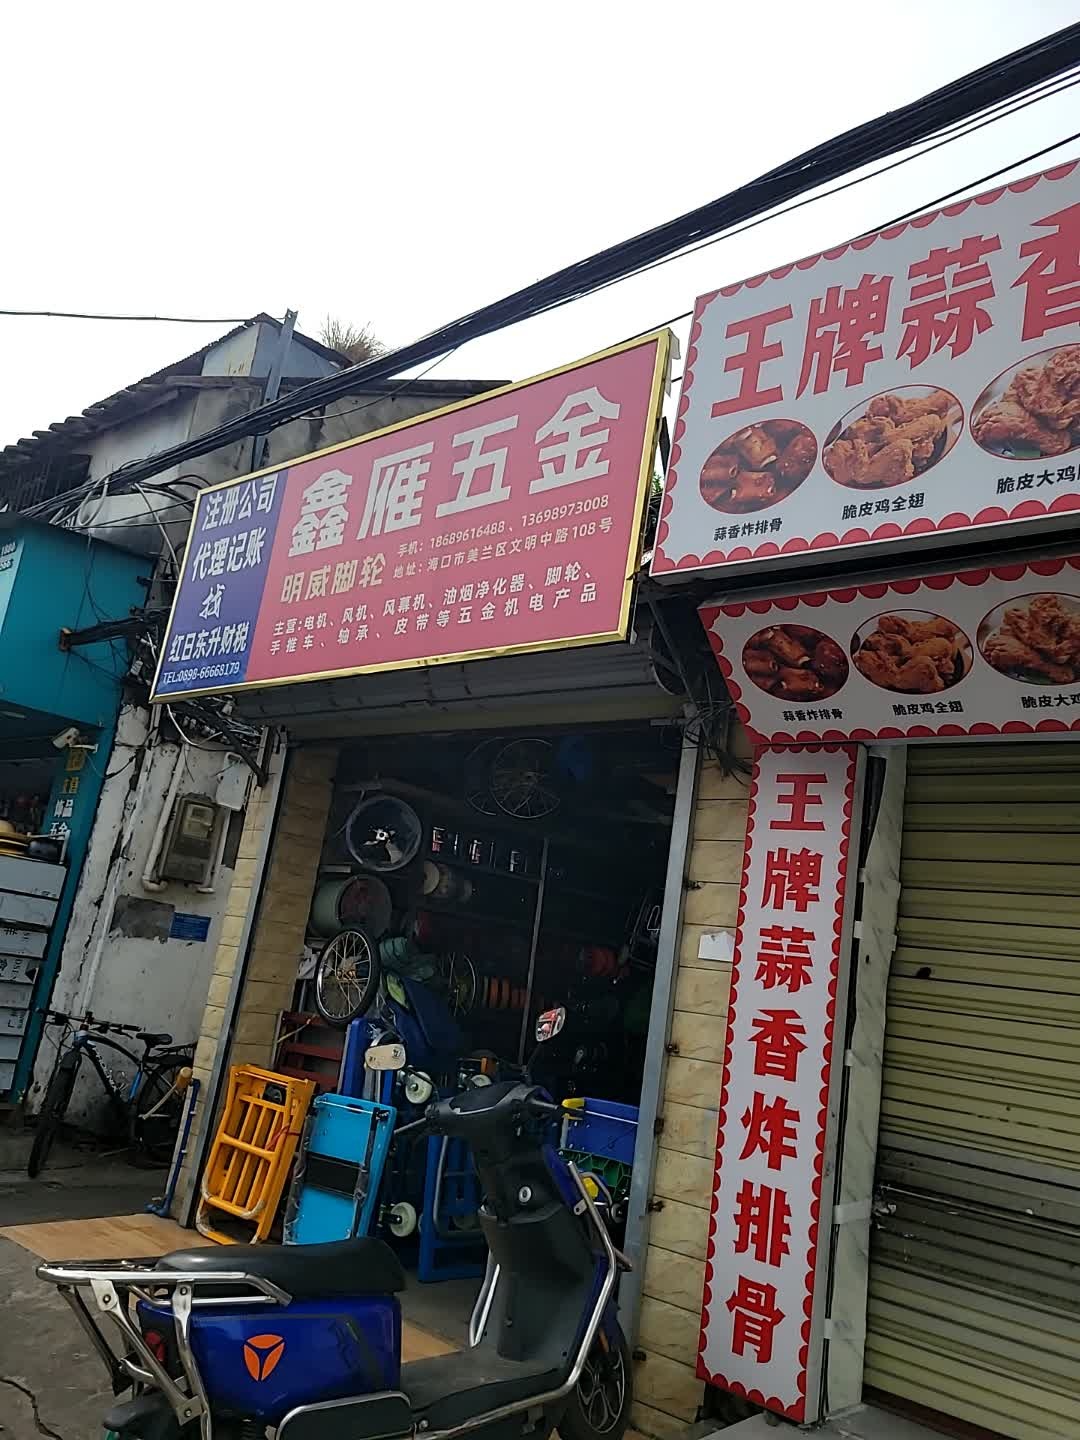 注册公司
代理记账
找
红日东升财税
TEL:0898-66668179
鑫雁五金
明威脚轮
手机：18689616488、13698973008
地址：海口市美兰区文明中路108号
主营:电机、风机、风幕机、油烟净化器、脚轮、
手推车、轴承、皮带等五金机电产品
王牌蒜香
蒜香炸排骨
脆皮鸡全翅
脆皮大鸡
蒜香炸排骨
脆皮鸡全翅
脆皮大鸡
王牌蒜香炸排骨
饰品
五金